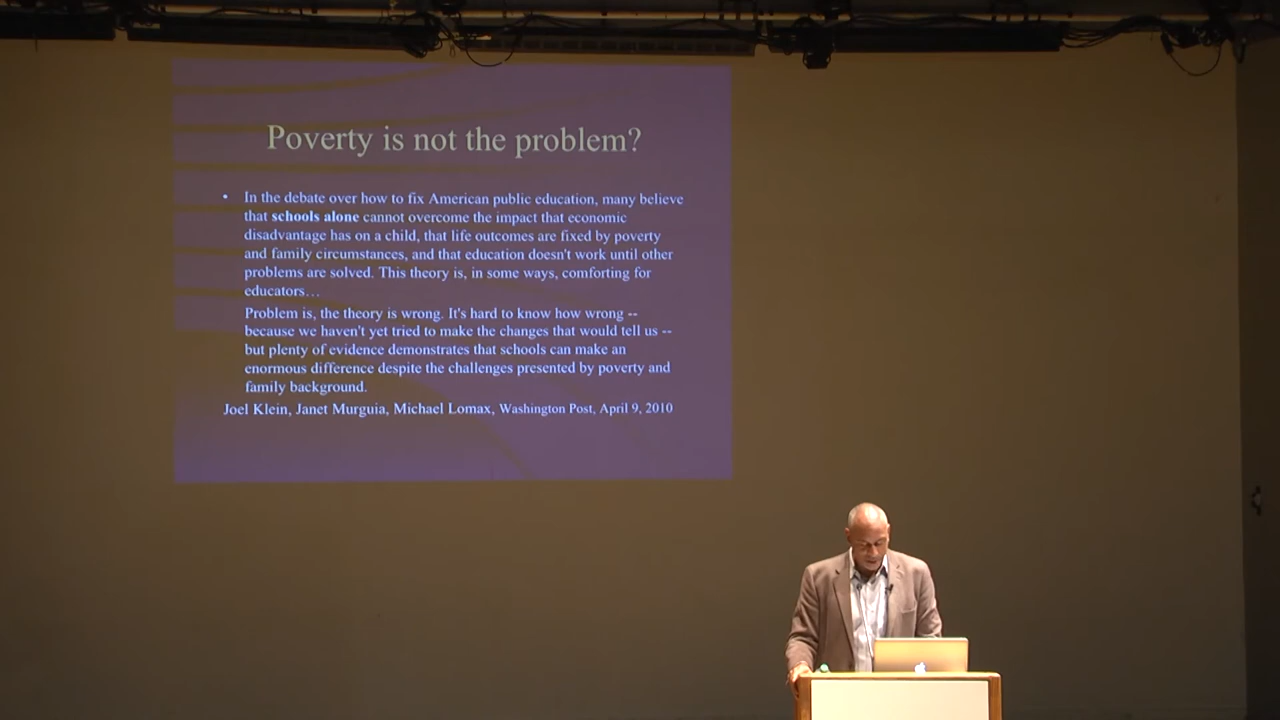 Poverty is not the problem?
• In the debate over how to fix American public education, many believe
that schools alone cannot overcome the impact that economic
disadvantage has on a child, that life outcomes are fixed by poverty
and family circumstances, and that education doesn't work until other
problems are solved. This theory is, in some ways, comforting for
educators…
Problem is, the theory is wrong. It's hard to know how wrong --
because we haven't yet tried to make the changes that would tell us --
but plenty of evidence demonstrates that schools can make an
enormous difference despite the challenges presented by poverty and
family background.
Joel Klein, Janet Murguia, Michael Lomax, Washington Post, April 9, 2010